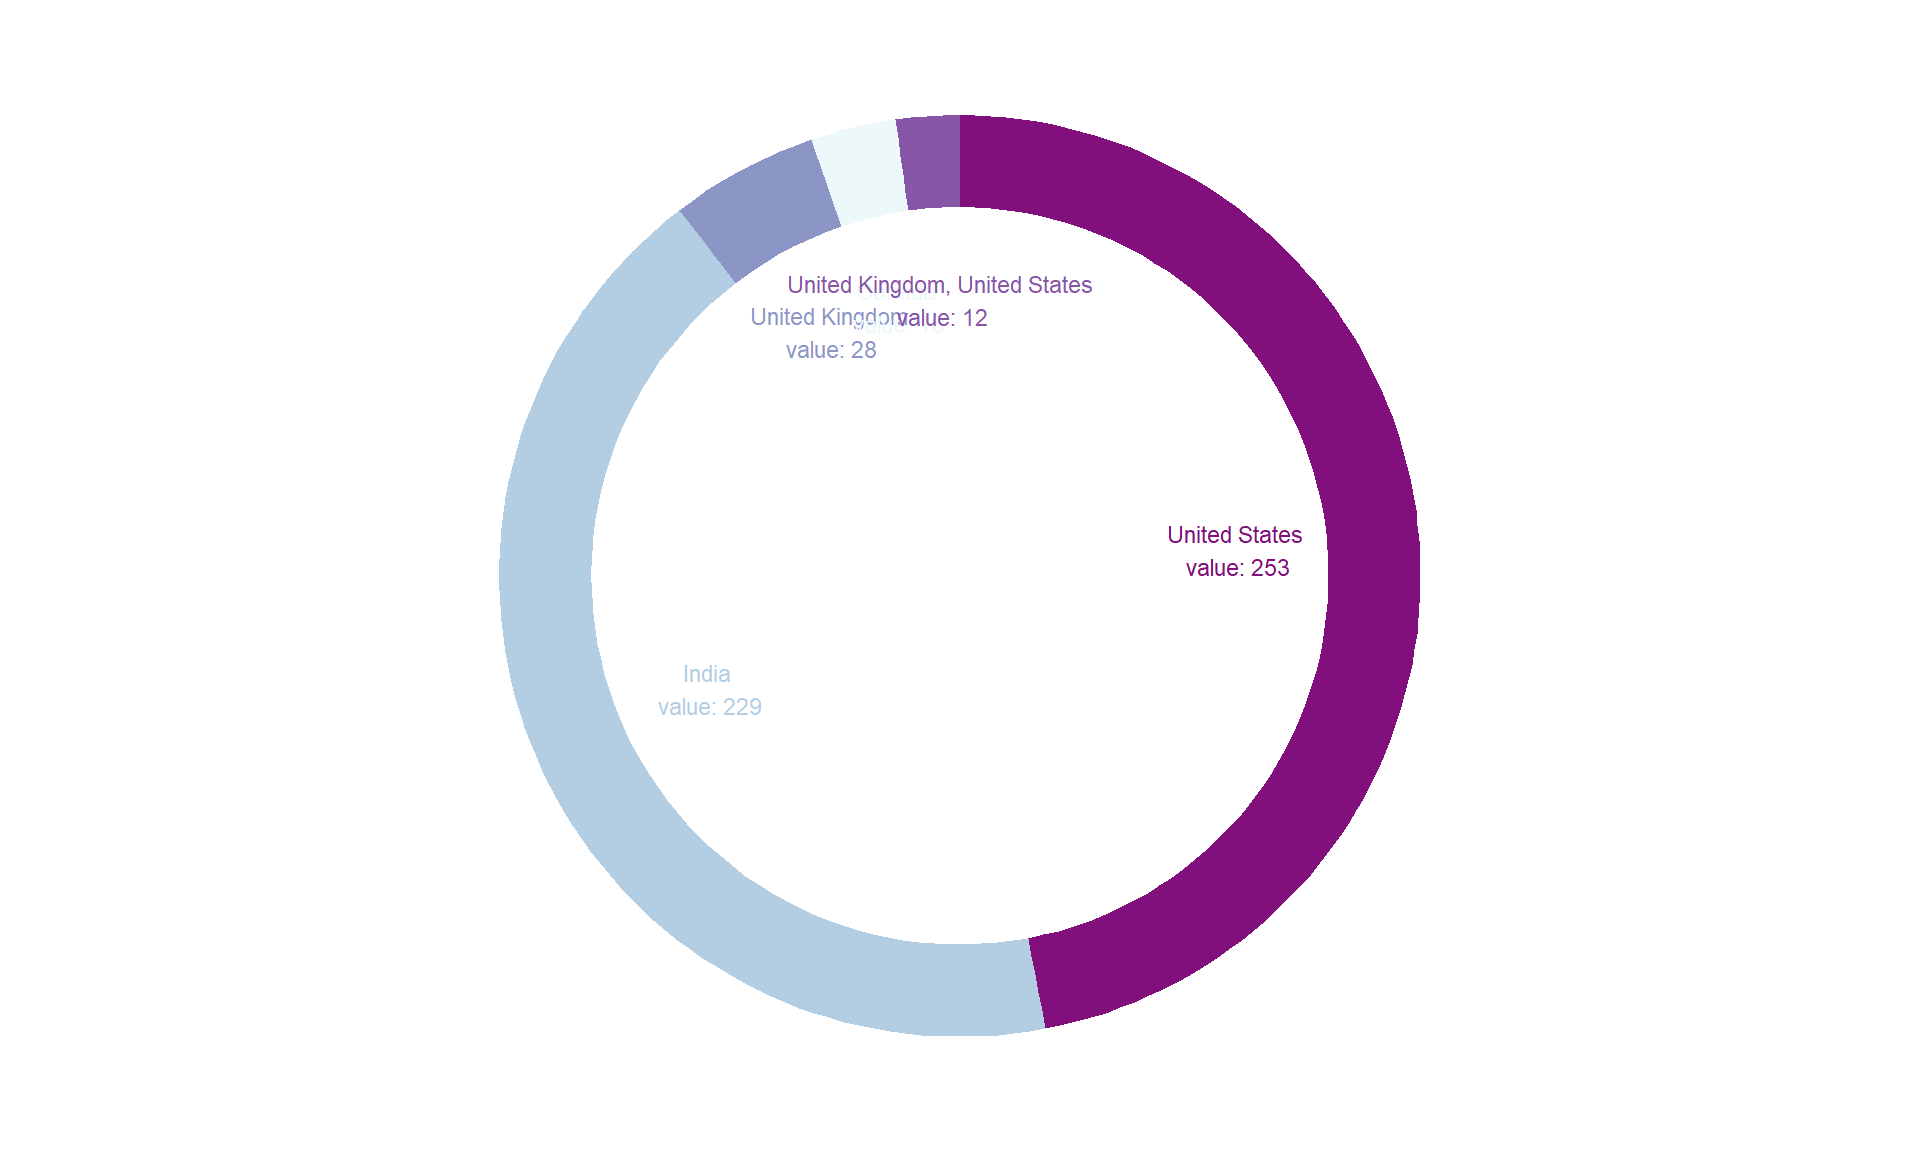 United Kingdom, United States
value: 12
United Kingdom
value: 28
United States
value: 253
India
value: 229